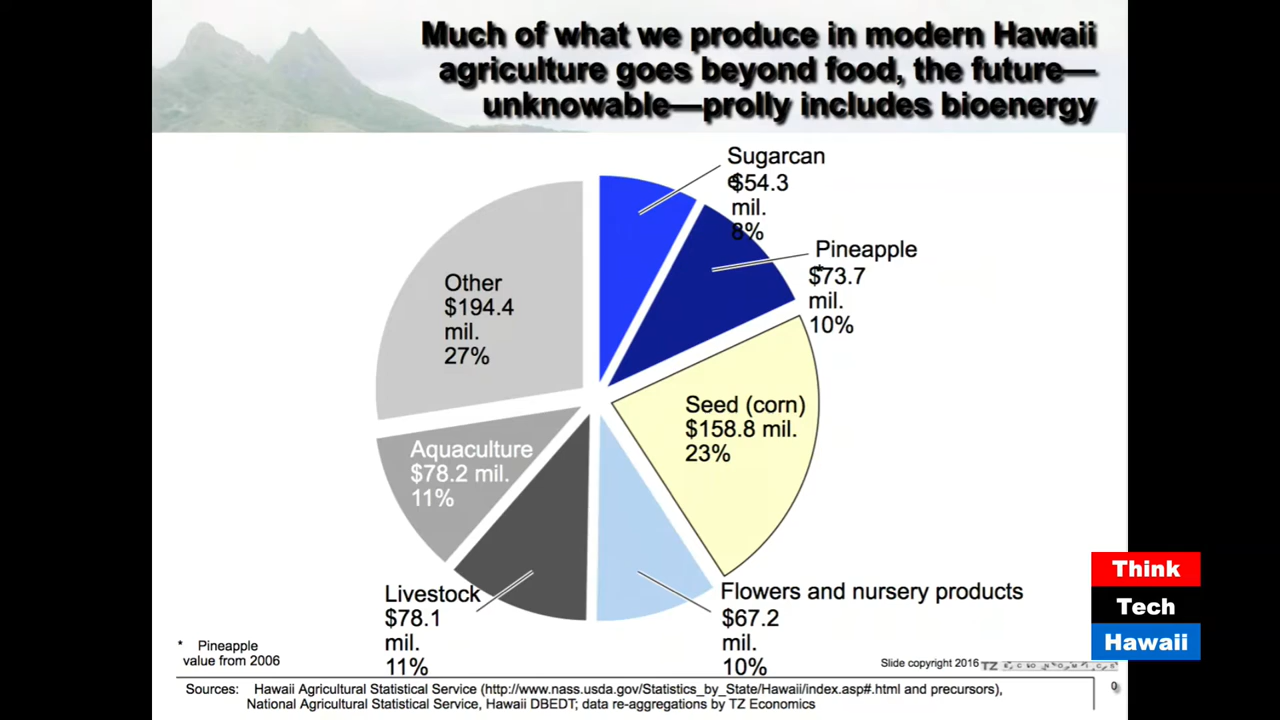 Much of what we produce in modern Hawaii
agriculture goes beyond food, the future—
unknowable—prolly includes bioenergy
Sugarcan
e
$54.3
mil.
8%
Pineapple
*
$73.7
mil.
10%
Other
$194.4
mil.
27%
Seed (corn)
$158.8 mil.
23%
Aquaculture
$78.2 mil.
11%
Livestock
$78.1
mil.
11%
Flowers and nursery products
$67.2
mil.
10%
Think
Tech
Hawaii
* Pineapple
value from 2006
Slide copyright 2016 TZ ECONOMICS
Sources: Hawaii Agricultural Statistical Service (http://www.nass.usda.gov/Statistics_by_State/Hawaii/index.asp#.html and precursors),
National Agricultural Statistical Service, Hawaii DBEDT; data re-aggregations by TZ Economics
0